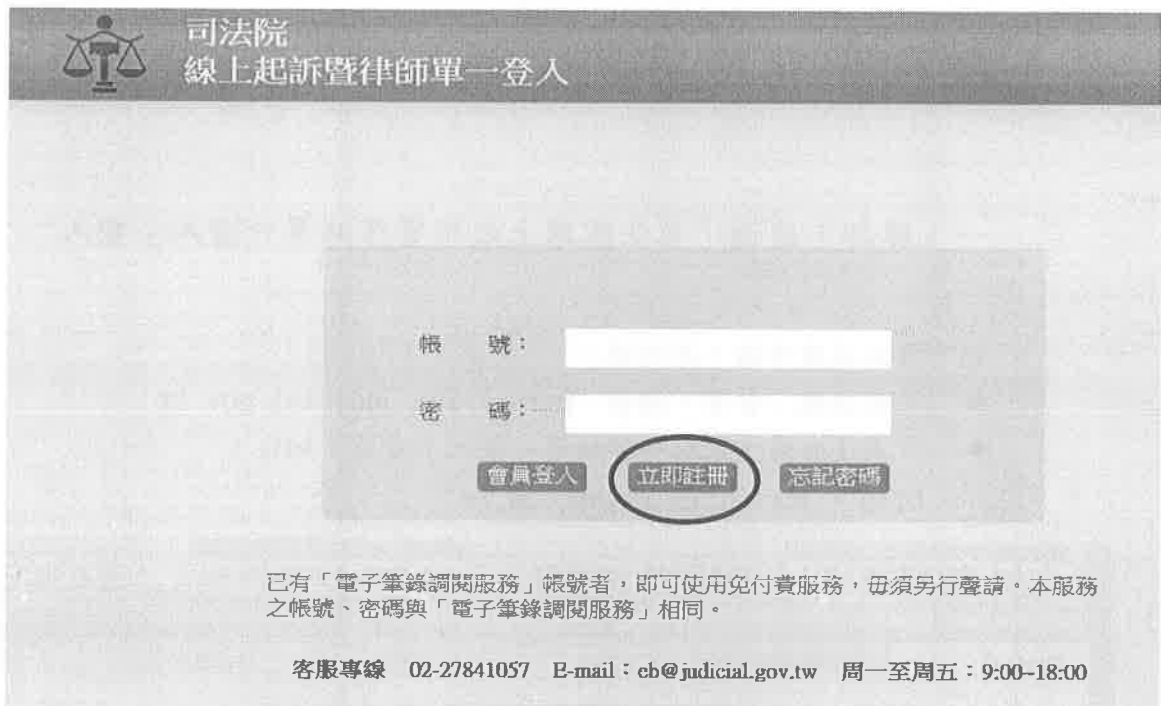 司法院
線上起訴暨律師單一登入
帳　　號：
密　　碼：
會員登入　立即註冊　忘記密碼
已有「電子筆錄調閱服務」帳號者，即可使用免付費服務，毋須另行聲請。本服務
之帳號、密碼與「電子筆錄調閱服務」相同。
客服專線　02-27841057　E-mail：eb@judicial.gov.tw　周一至周五：9:00~18:00